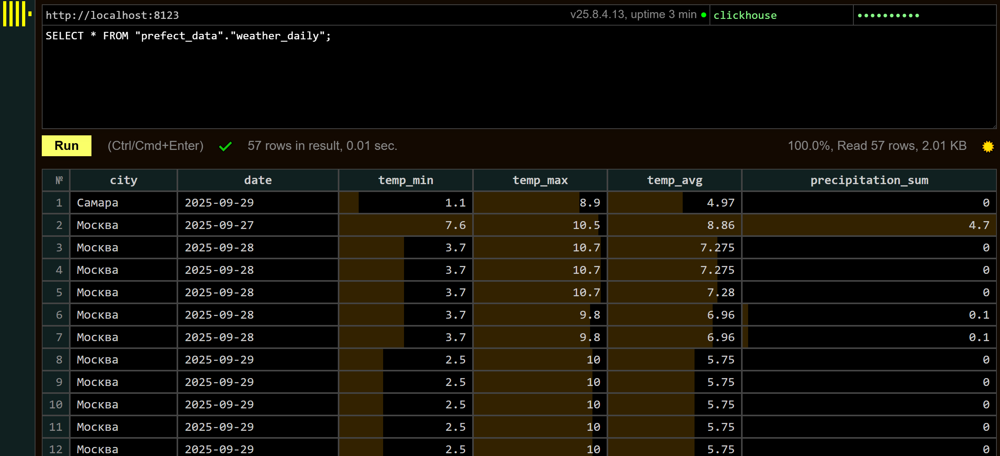 http://localhost:8123 v25.8.4.13, uptime 3 min clickhouse ••••••••••
SELECT * FROM "prefect_data"."weather_daily";
Run (Ctrl/Cmd+Enter) ✔ 57 rows in result, 0.01 sec. 100.0%, Read 57 rows, 2.01 KB
№ city date temp_min temp_max temp_avg precipitation_sum
1 Самара 2025-09-29 1.1 8.9 4.97 0
2 Москва 2025-09-27 7.6 10.5 8.86 4.7
3 Москва 2025-09-28 3.7 10.7 7.275 0
4 Москва 2025-09-28 3.7 10.7 7.275 0
5 Москва 2025-09-28 3.7 10.7 7.28 0
6 Москва 2025-09-28 3.7 9.8 6.96 0.1
7 Москва 2025-09-28 3.7 9.8 6.96 0.1
8 Москва 2025-09-29 2.5 10 5.75 0
9 Москва 2025-09-29 2.5 10 5.75 0
10 Москва 2025-09-29 2.5 10 5.75 0
11 Москва 2025-09-29 2.5 10 5.75 0
12 Москва 2025-09-29 2.5 10 5.75 0